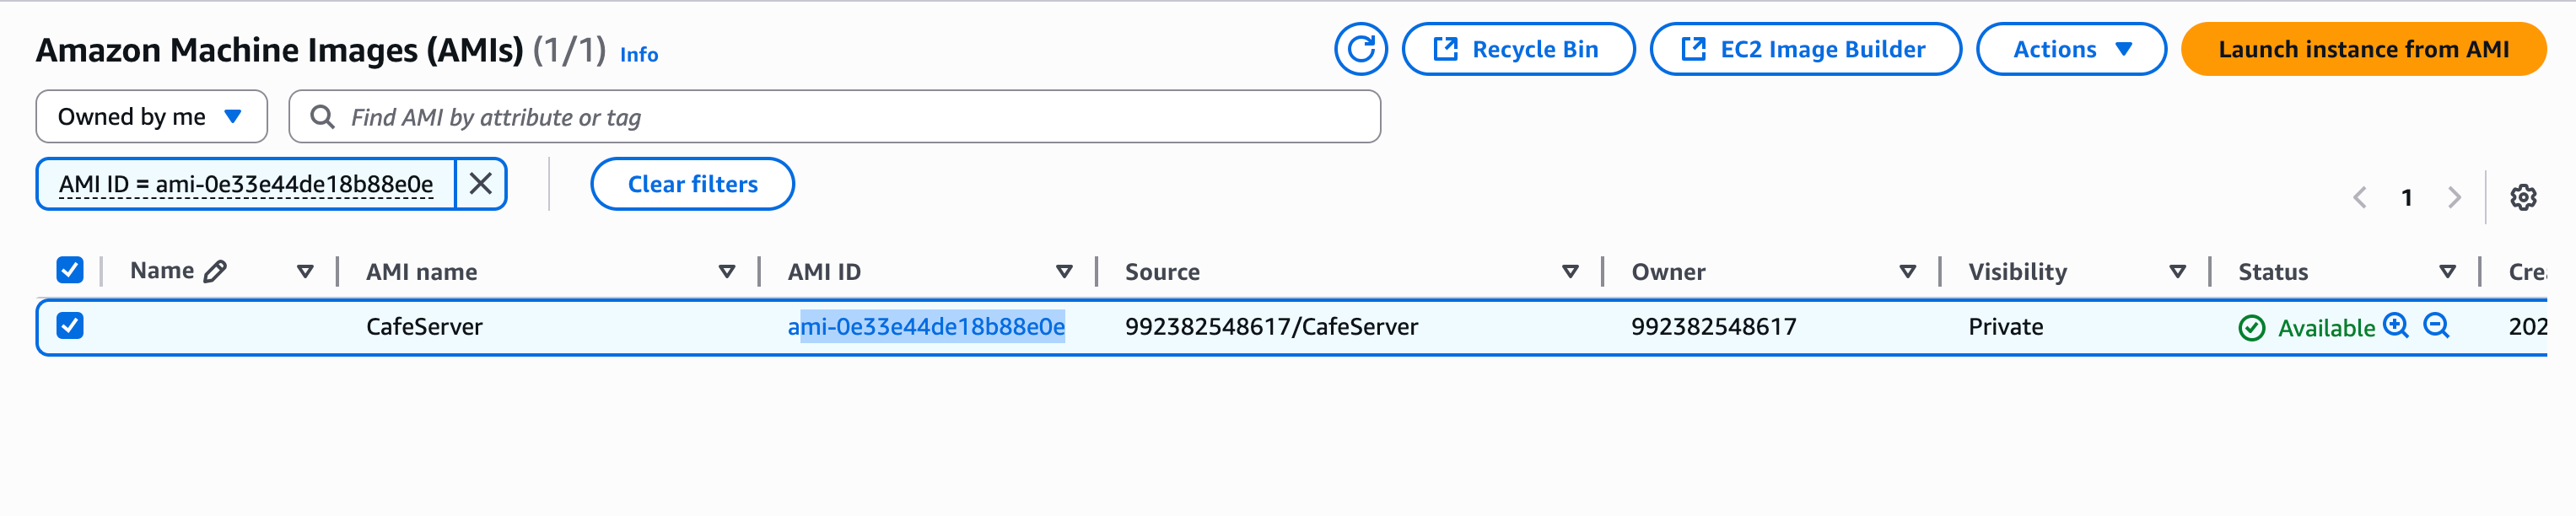 Amazon Machine Images (AMIs) (1/1) Info
Recycle Bin
EC2 Image Builder
Actions
Launch instance from AMI
Owned by me
Find AMI by attribute or tag
AMI ID = ami-0e33e44de18b88e0e
Clear filters
1
Name AMI name AMI ID Source Owner Visibility Status Cre
CafeServer ami-0e33e44de18b88e0e 992382548617/CafeServer 992382548617 Private Available 202